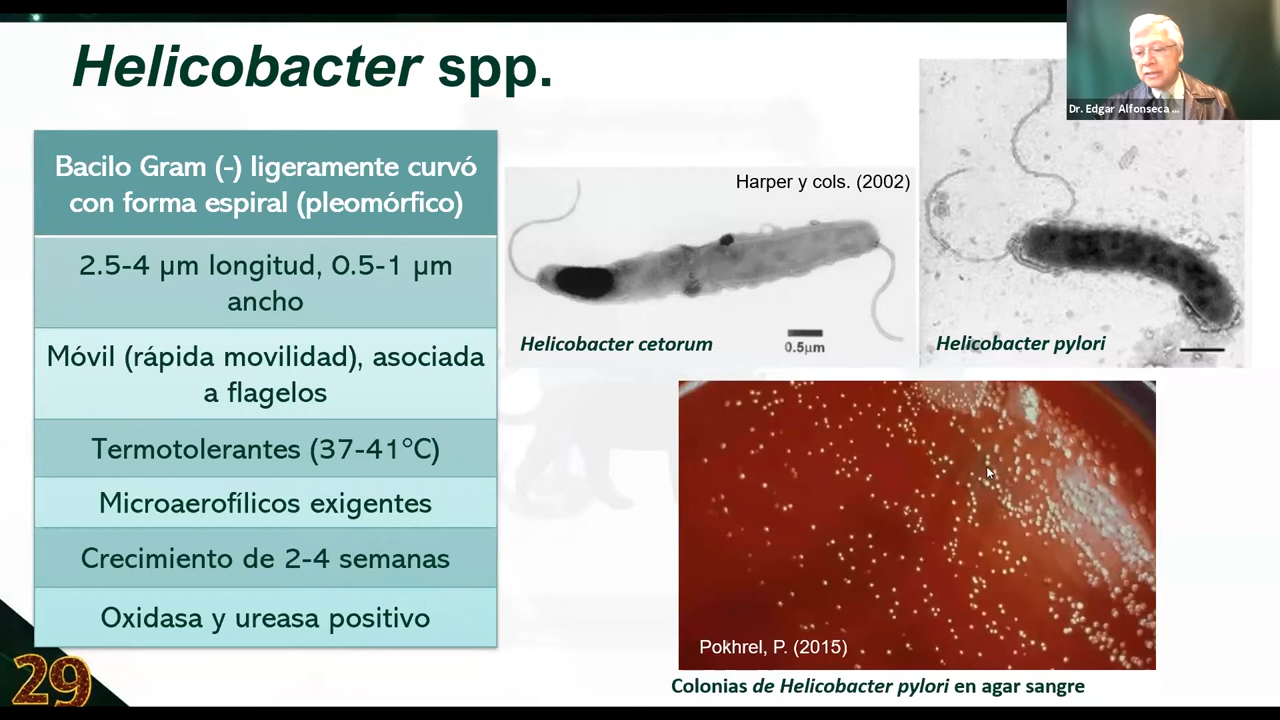 Helicobacter spp.
Dr. Edgar Alfonseca ...
Bacilo Gram (-) ligeramente curvó
con forma espiral (pleomórfico)
2.5-4 µm longitud, 0.5-1 µm
ancho
Móvil (rápida movilidad), asociada
a flagelos
Termotolerantes (37-41°C)
Microaerofílicos exigentes
Crecimiento de 2-4 semanas
Oxidasa y ureasa positivo
Harper y cols. (2002)
Helicobacter cetorum
0.5µm
Helicobacter pylori
Pokhrel, P. (2015)
Colonias de Helicobacter pylori en agar sangre
29